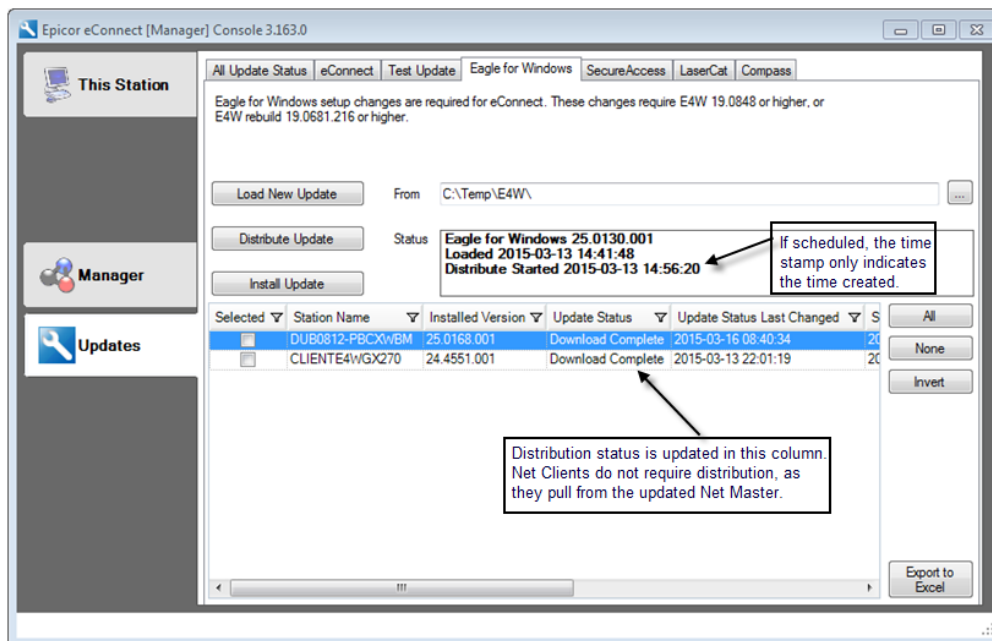 Epicor eConnect [Manager] Console 3.163.0
This Station
All Update Status eConnect Test Update Eagle for Windows SecureAccess LaserCat Compass
Eagle for Windows setup changes are required for eConnect. These changes require E4W 19.0848 or higher, or
E4W rebuild 19.0681.216 or higher.
Load New Update From C:\Temp\E4W\ ...
Distribute Update Status Eagle for Windows 25.0130.001
Loaded 2015-03-13 14:41:48
Distribute Started 2015-03-13 14:56:20
If scheduled, the time
stamp only indicates
the time created.
Manager
Install Update
Selected Station Name Installed Version Update Status Update Status Last Changed S All
DUB0812-PBCXWBM 25.0168.001 Download Complete 2015-03-16 08:40:34 20
Updates
CLIENTE4WGX270 24.4551.001 Download Complete 2015-03-13 22:01:19 20
None
Invert
Distribution status is updated in this column.
Net Clients do not require distribution, as
they pull from the updated Net Master.
Export to
Excel